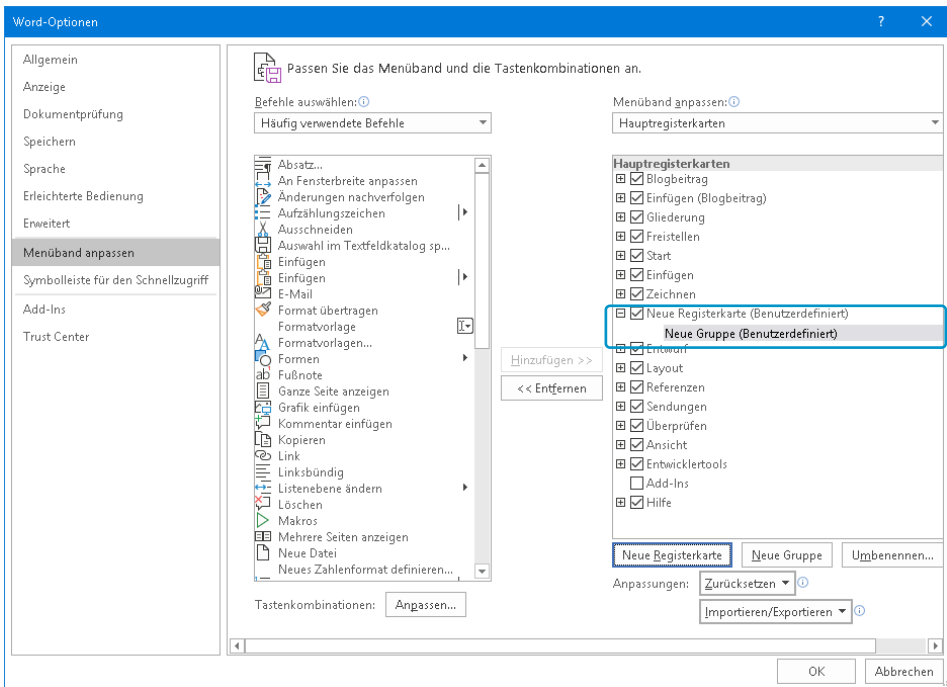 Word-Optionen
?
Allgemein
Anzeige
Dokumentprüfung
Speichern
Sprache
Erleichterte Bedienung
Erweitert
Menüband anpassen
Symbolleiste für den Schnellzugriff
Add-Ins
Trust Center
Passen Sie das Menüband und die Tastenkombinationen an.
Befehle auswählen:
Häufig verwendete Befehle
Absatz...
An Fensterbreite anpassen
Änderungen nachverfolgen
Aufzählungszeichen
Ausschneiden
Auswahl im Textfeldkatalog sp...
Einfügen
Einfügen
E-Mail
Format übertragen
Formatvorlage
Formatvorlagen...
Formen
Fußnote
Ganze Seite anzeigen
Grafik einfügen
Kommentar einfügen
Kopieren
Link
Linksbündig
Listenebene ändern
Löschen
Makros
Mehrere Seiten anzeigen
Neue Datei
Neues Zahlenformat definieren...
Tastenkombinationen: Anpassen...
Hinzufügen >>
<< Entfernen
Menüband anpassen:
Hauptregisterkarten
Hauptregisterkarten
Blogbeitrag
Einfügen (Blogbeitrag)
Gliederung
Freistellen
Start
Einfügen
Zeichnen
Neue Registerkarte (Benutzerdefiniert)
Neue Gruppe (Benutzerdefiniert)
Entwurf
Layout
Referenzen
Sendungen
Überprüfen
Ansicht
Entwicklertools
Add-Ins
Hilfe
Neue Registerkarte Neue Gruppe Umbenennen...
Anpassungen: Zurücksetzen
Importieren/Exportieren
OK Abbrechen